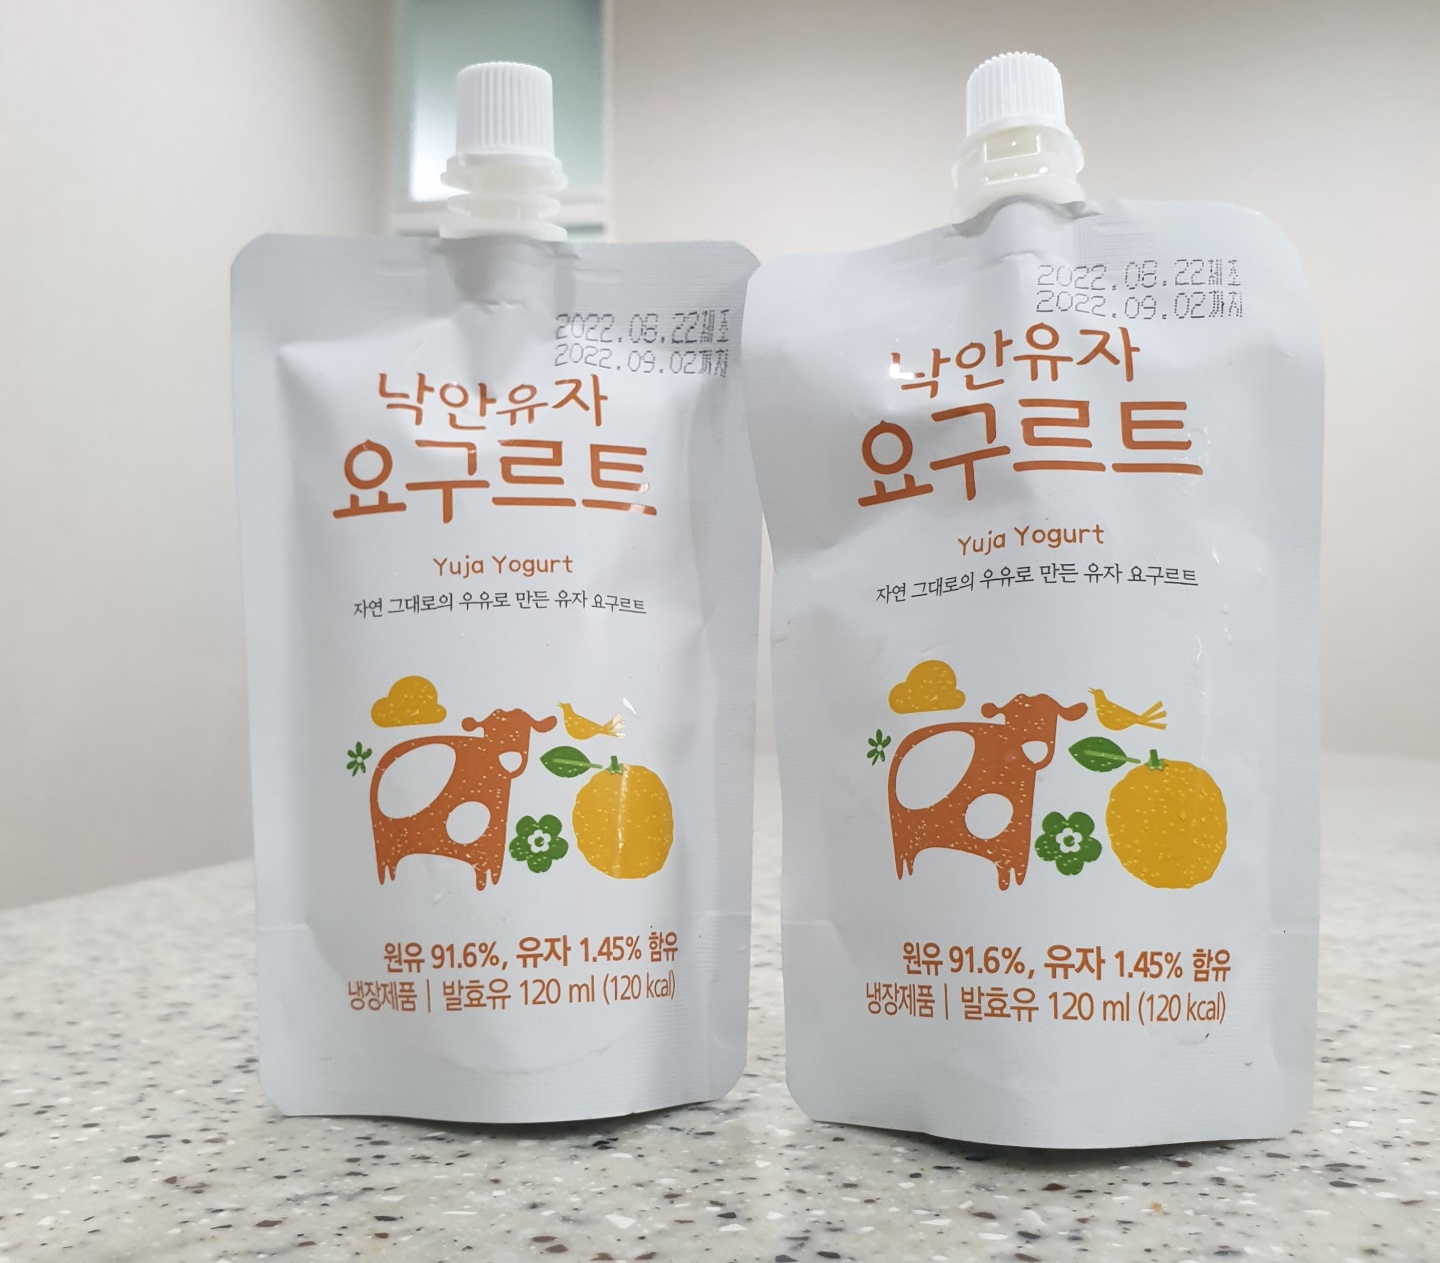 2022.08.22제조
2022.09.02까지
낙안유자
요구르트
Yuja Yogurt
자연 그대로의 우유로 만든 유자 요구르트
원유 91.6%, 유자 1.45% 함유
냉장제품 | 발효유 120 ml (120 kcal)
2022.08.22제조
2022.09.02까지
낙안유자
요구르트
Yuja Yogurt
자연 그대로의 우유로 만든 유자 요구르트
원유 91.6%, 유자 1.45% 함유
냉장제품 | 발효유 120 ml (120 kcal)